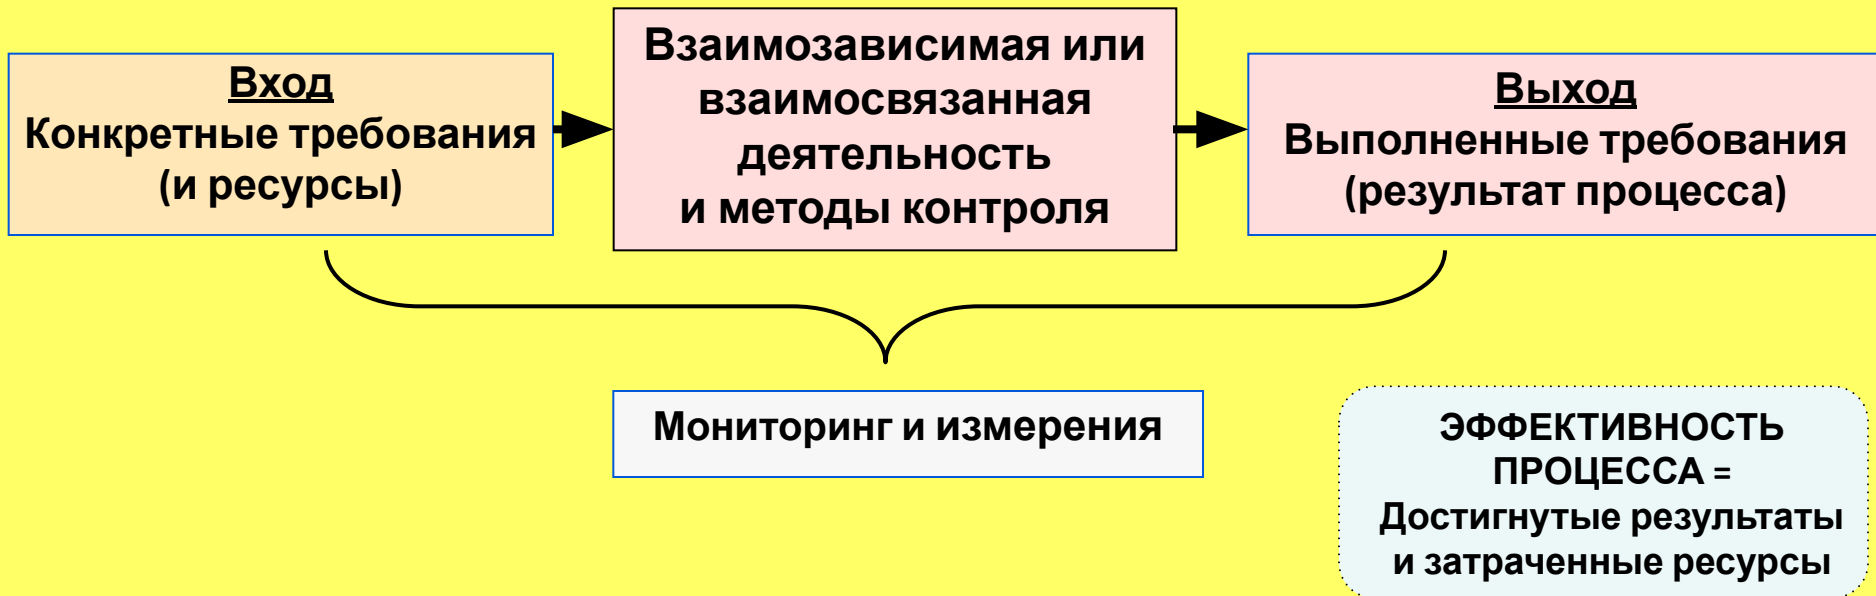 Вход
Конкретные требования
(и ресурсы)
Взаимозависимая или
взаимосвязанная
деятельность
и методы контроля
Выход
Выполненные требования
(результат процесса)
Мониторинг и измерения
ЭФФЕКТИВНОСТЬ
ПРОЦЕССА =
Достигнутые результаты
и затраченные ресурсы